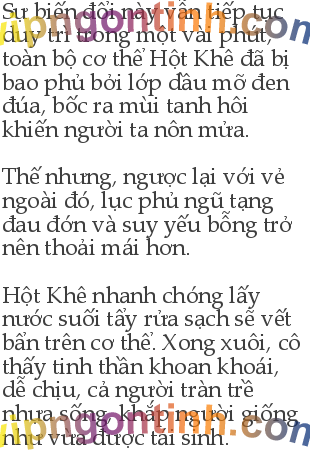 Sự biến đổi này vẫn tiếp tục
duy trì trong một vài phút,
toàn bộ cơ thể Hột Khê đã bị
bao phủ bởi lớp dầu mỡ đen
đúa, bốc ra mùi tanh hôi
khiến người ta nôn mửa.

Thế nhưng, ngược lại với vẻ
ngoài đó, lục phủ ngũ tạng
đau đớn và suy yếu bỗng trở
nên thoải mái hơn.

Hột Khê nhanh chóng lấy
nước suối tẩy rửa sạch sẽ vết
bẩn trên cơ thể. Xong xuôi, cô
thấy tinh thần khoan khoái,
dễ chịu, cả người tràn trề
nhựa sống, khắp người giống
như vừa được tái sinh.
vipngontinh.com
vipngontinh.com